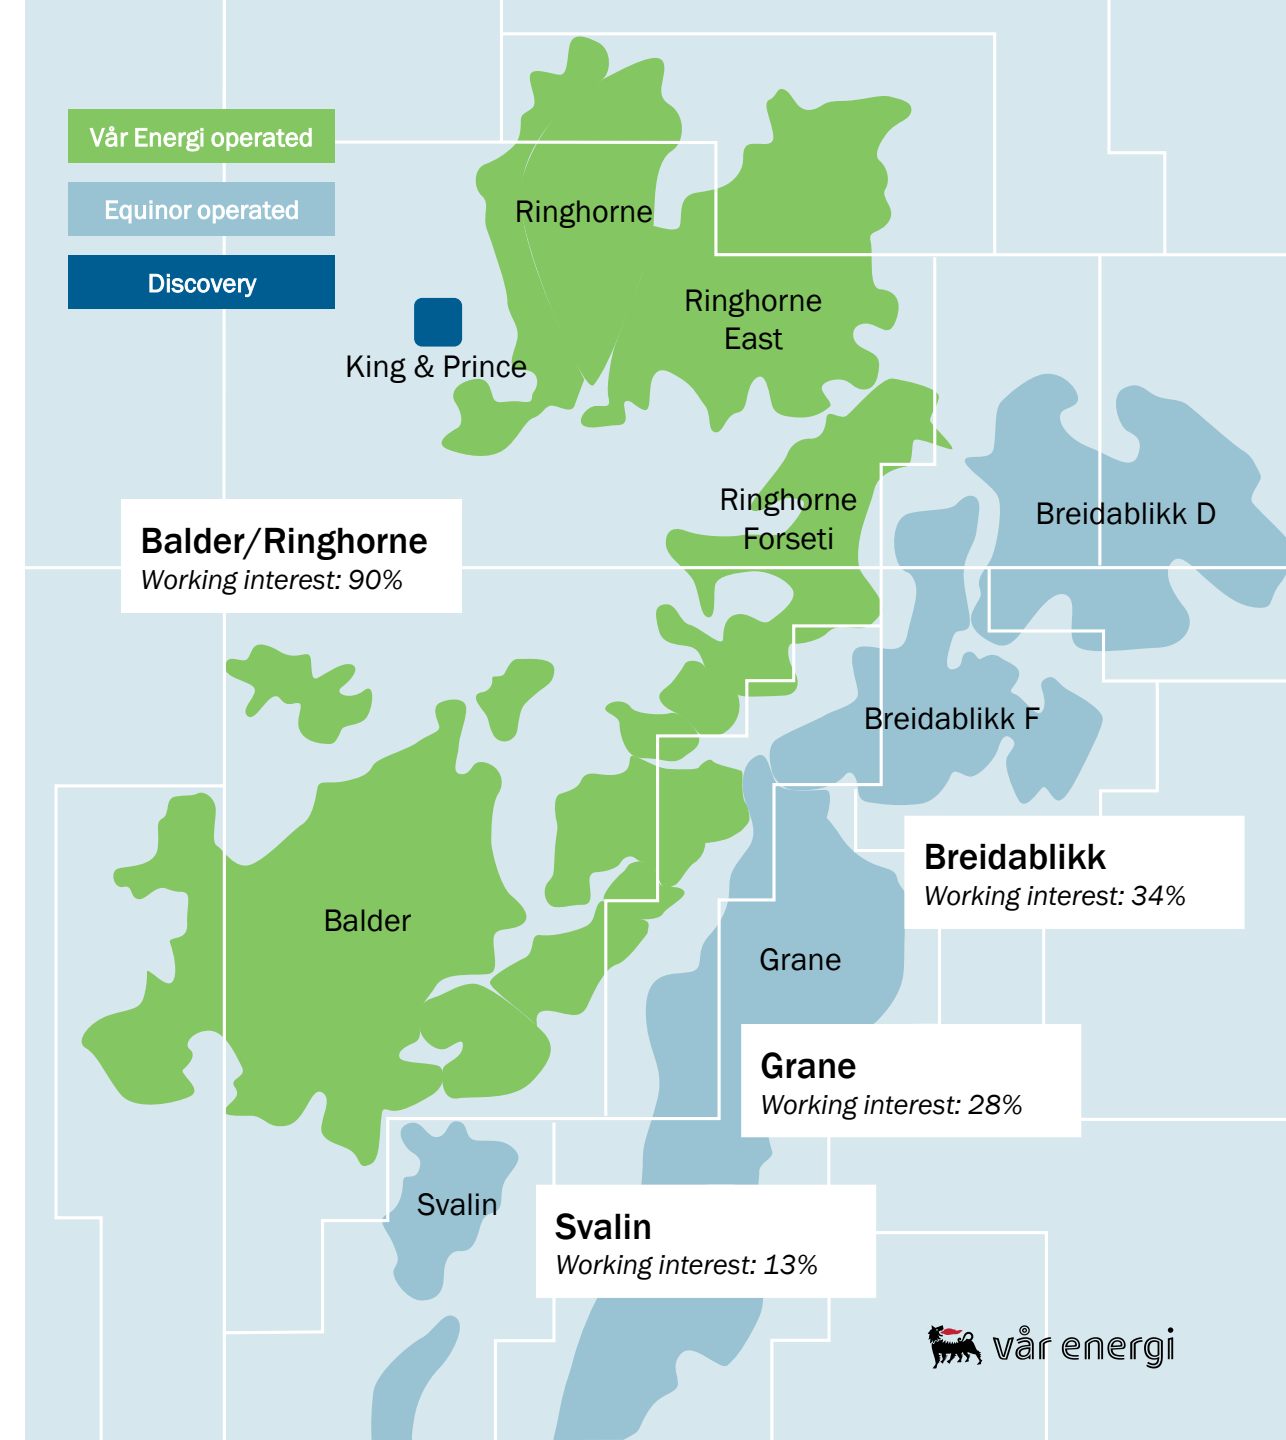 Vår Energi operated
Equinor operated
Discovery
Ringhorne
Ringhorne
East
King & Prince
Ringhorne
Forseti
Breidablikk D
Balder/Ringhorne
Working interest: 90%
Breidablikk F
Breidablikk
Working interest: 34%
Balder
Grane
Grane
Working interest: 28%
Svalin
Svalin
Working interest: 13%
vår energi